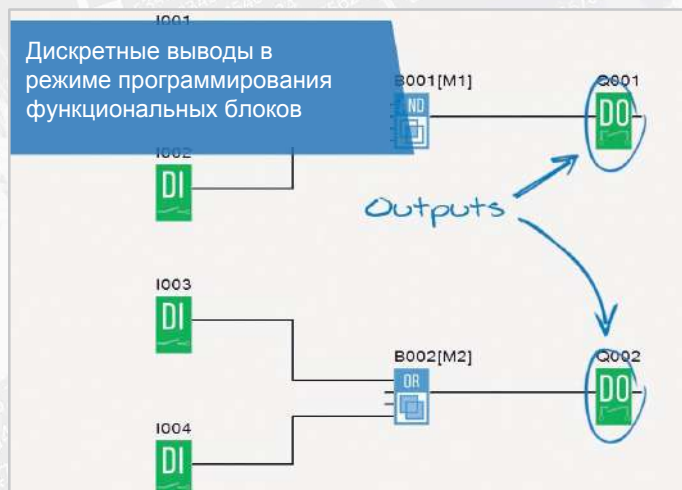 I001
Дискретные выводы в
режиме программирования
функциональных блоков
B001[M1]
Q001
AND
DO
I002
DI
Outputs
I003
DI
B002[M2]
Q002
OR
DO
I004
DI